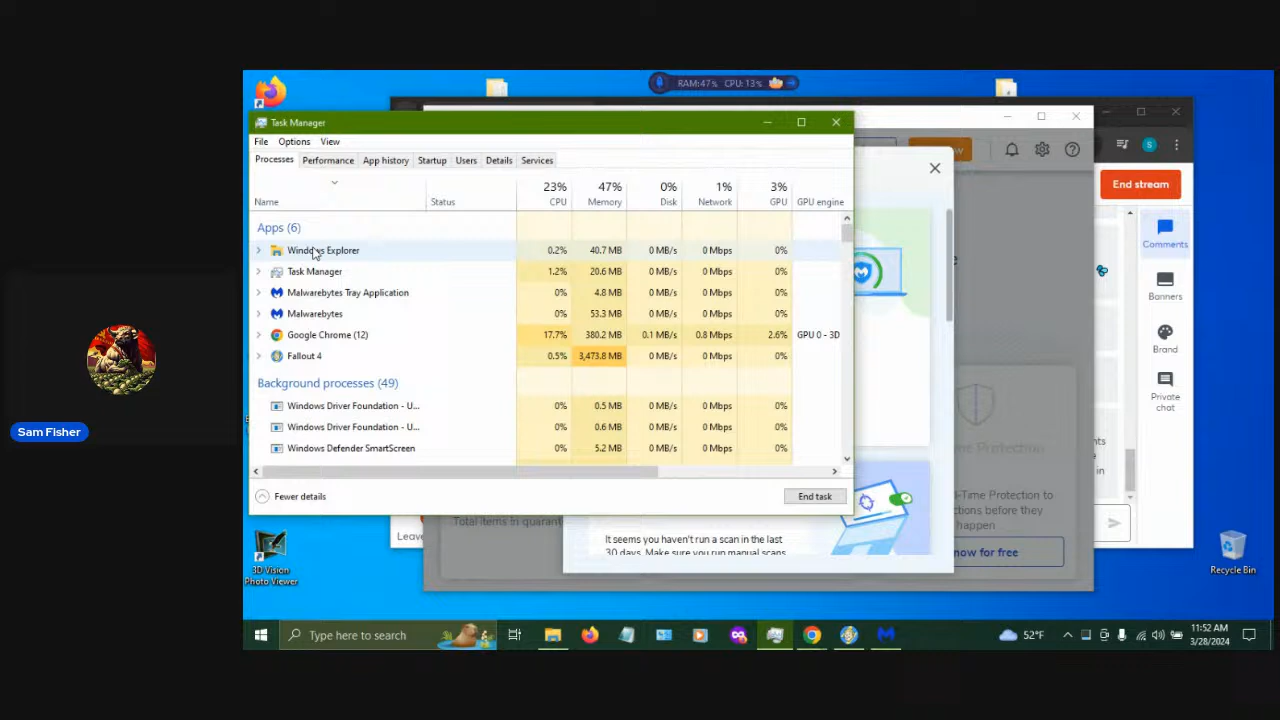 RAM:47% CPU: 13%
Task Manager
File Options View
Processes Performance App history Startup Users Details Services
23% 47% 0% 1% 3%
Name Status CPU Memory Disk Network GPU GPU engine
Apps (6)
Windows Explorer 0.2% 40.7 MB 0 MB/s 0 Mbps 0%
Task Manager 1.2% 20.6 MB 0 MB/s 0 Mbps 0%
Malwarebytes Tray Application 0% 4.8 MB 0 MB/s 0 Mbps 0%
Malwarebytes 0% 53.3 MB 0 MB/s 0 Mbps 0%
Google Chrome (12) 17.7% 380.2 MB 0.1 MB/s 0.8 Mbps 2.6% GPU 0 - 3D
Fallout 4 0.5% 3,473.8 MB 0 MB/s 0 Mbps 0%
Background processes (49)
Windows Driver Foundation - U... 0% 0.5 MB 0 MB/s 0 Mbps 0%
Windows Driver Foundation - U... 0% 0.6 MB 0 MB/s 0 Mbps 0%
Windows Defender SmartScreen 0% 5.2 MB 0 MB/s 0 Mbps 0%
Fewer details End task
End stream
S
Comments
Banners
Brand
Private
chat
Protection
-Time Protection to
ctions before they
happen
now for free
Total items in quarant
It seems you haven't run a scan in the last
30 days. Make sure you run manual scans
Leav
Sam Fisher
3D Vision
Photo Viewer
Recycle Bin
Type here to search
52°F
11:52 AM
3/28/2024